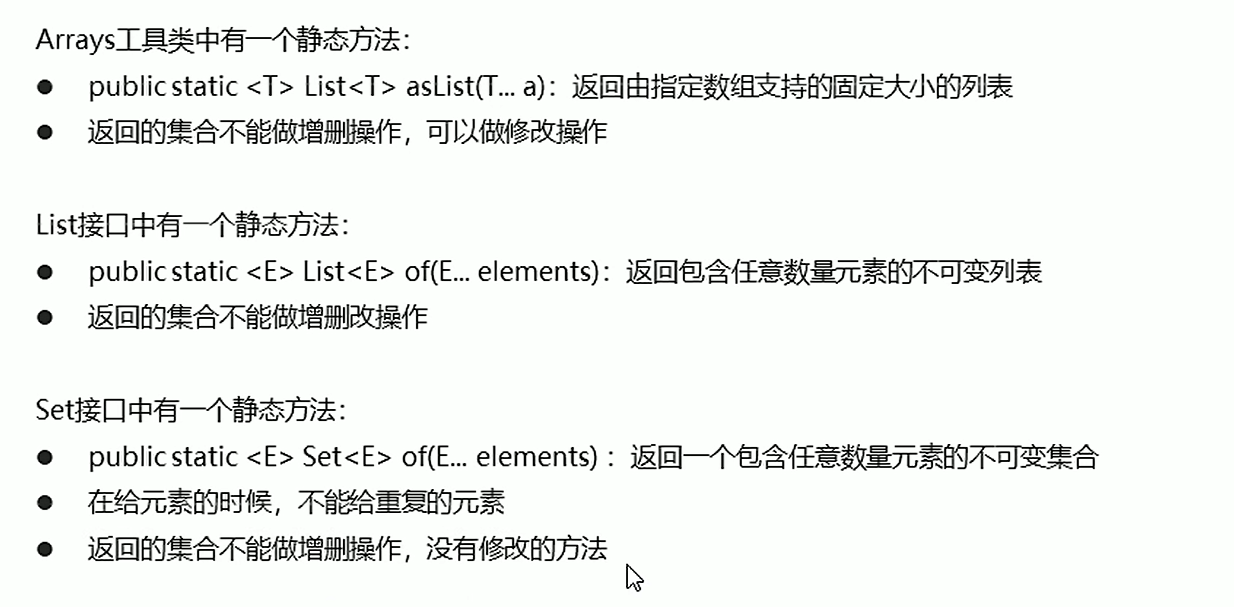 Arrays工具类中有一个静态方法：
● public static <T> List<T> asList(T... a)：返回由指定数组支持的固定大小的列表
● 返回的集合不能做增删操作，可以做修改操作
List接口中有一个静态方法：
● public static <E> List<E> of(E... elements)：返回包含任意数量元素的不可变列表
● 返回的集合不能做增删改操作
Set接口中有一个静态方法：
● public static <E> Set<E> of(E... elements) ：返回一个包含任意数量元素的不可变集合
● 在给元素的时候，不能给重复的元素
● 返回的集合不能做增删操作，没有修改的方法